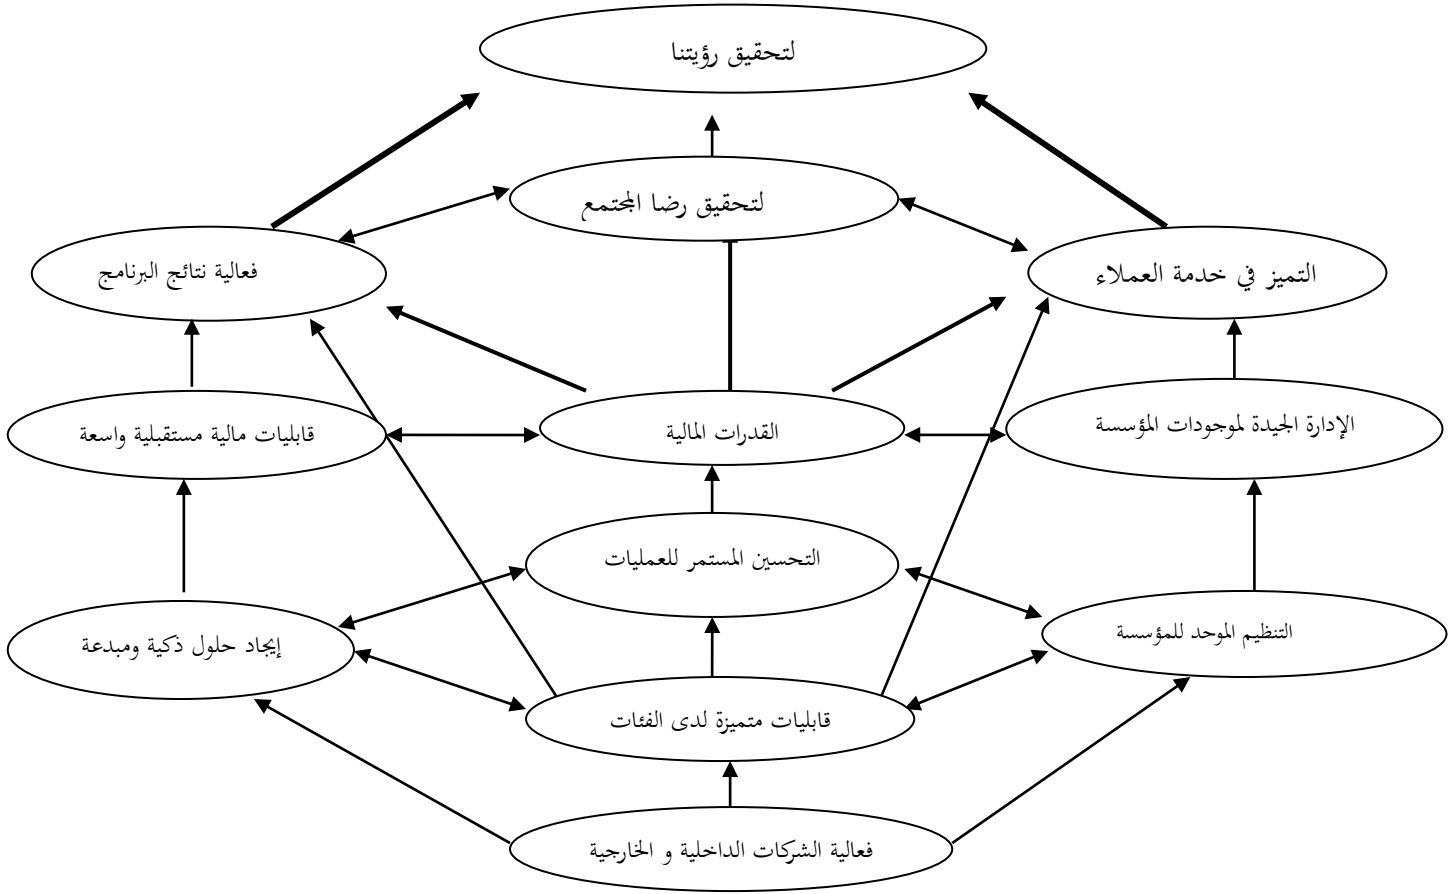 لتحقيق رؤيتنا
لتحقيق رضا المجتمع
التميز في خدمة العملاء
فعالية نتائج البرنامج
الإدارة الجيدة لموجودات المؤسسة
القدرات المالية
قابليات مالية مستقبلية واسعة
التحسين المستمر للعمليات
التنظيم الموحد للمؤسسة
إيجاد حلول ذكية ومبدعة
قابليات متميزة لدى الفئات
فعالية الشركات الداخلية و الخارجية